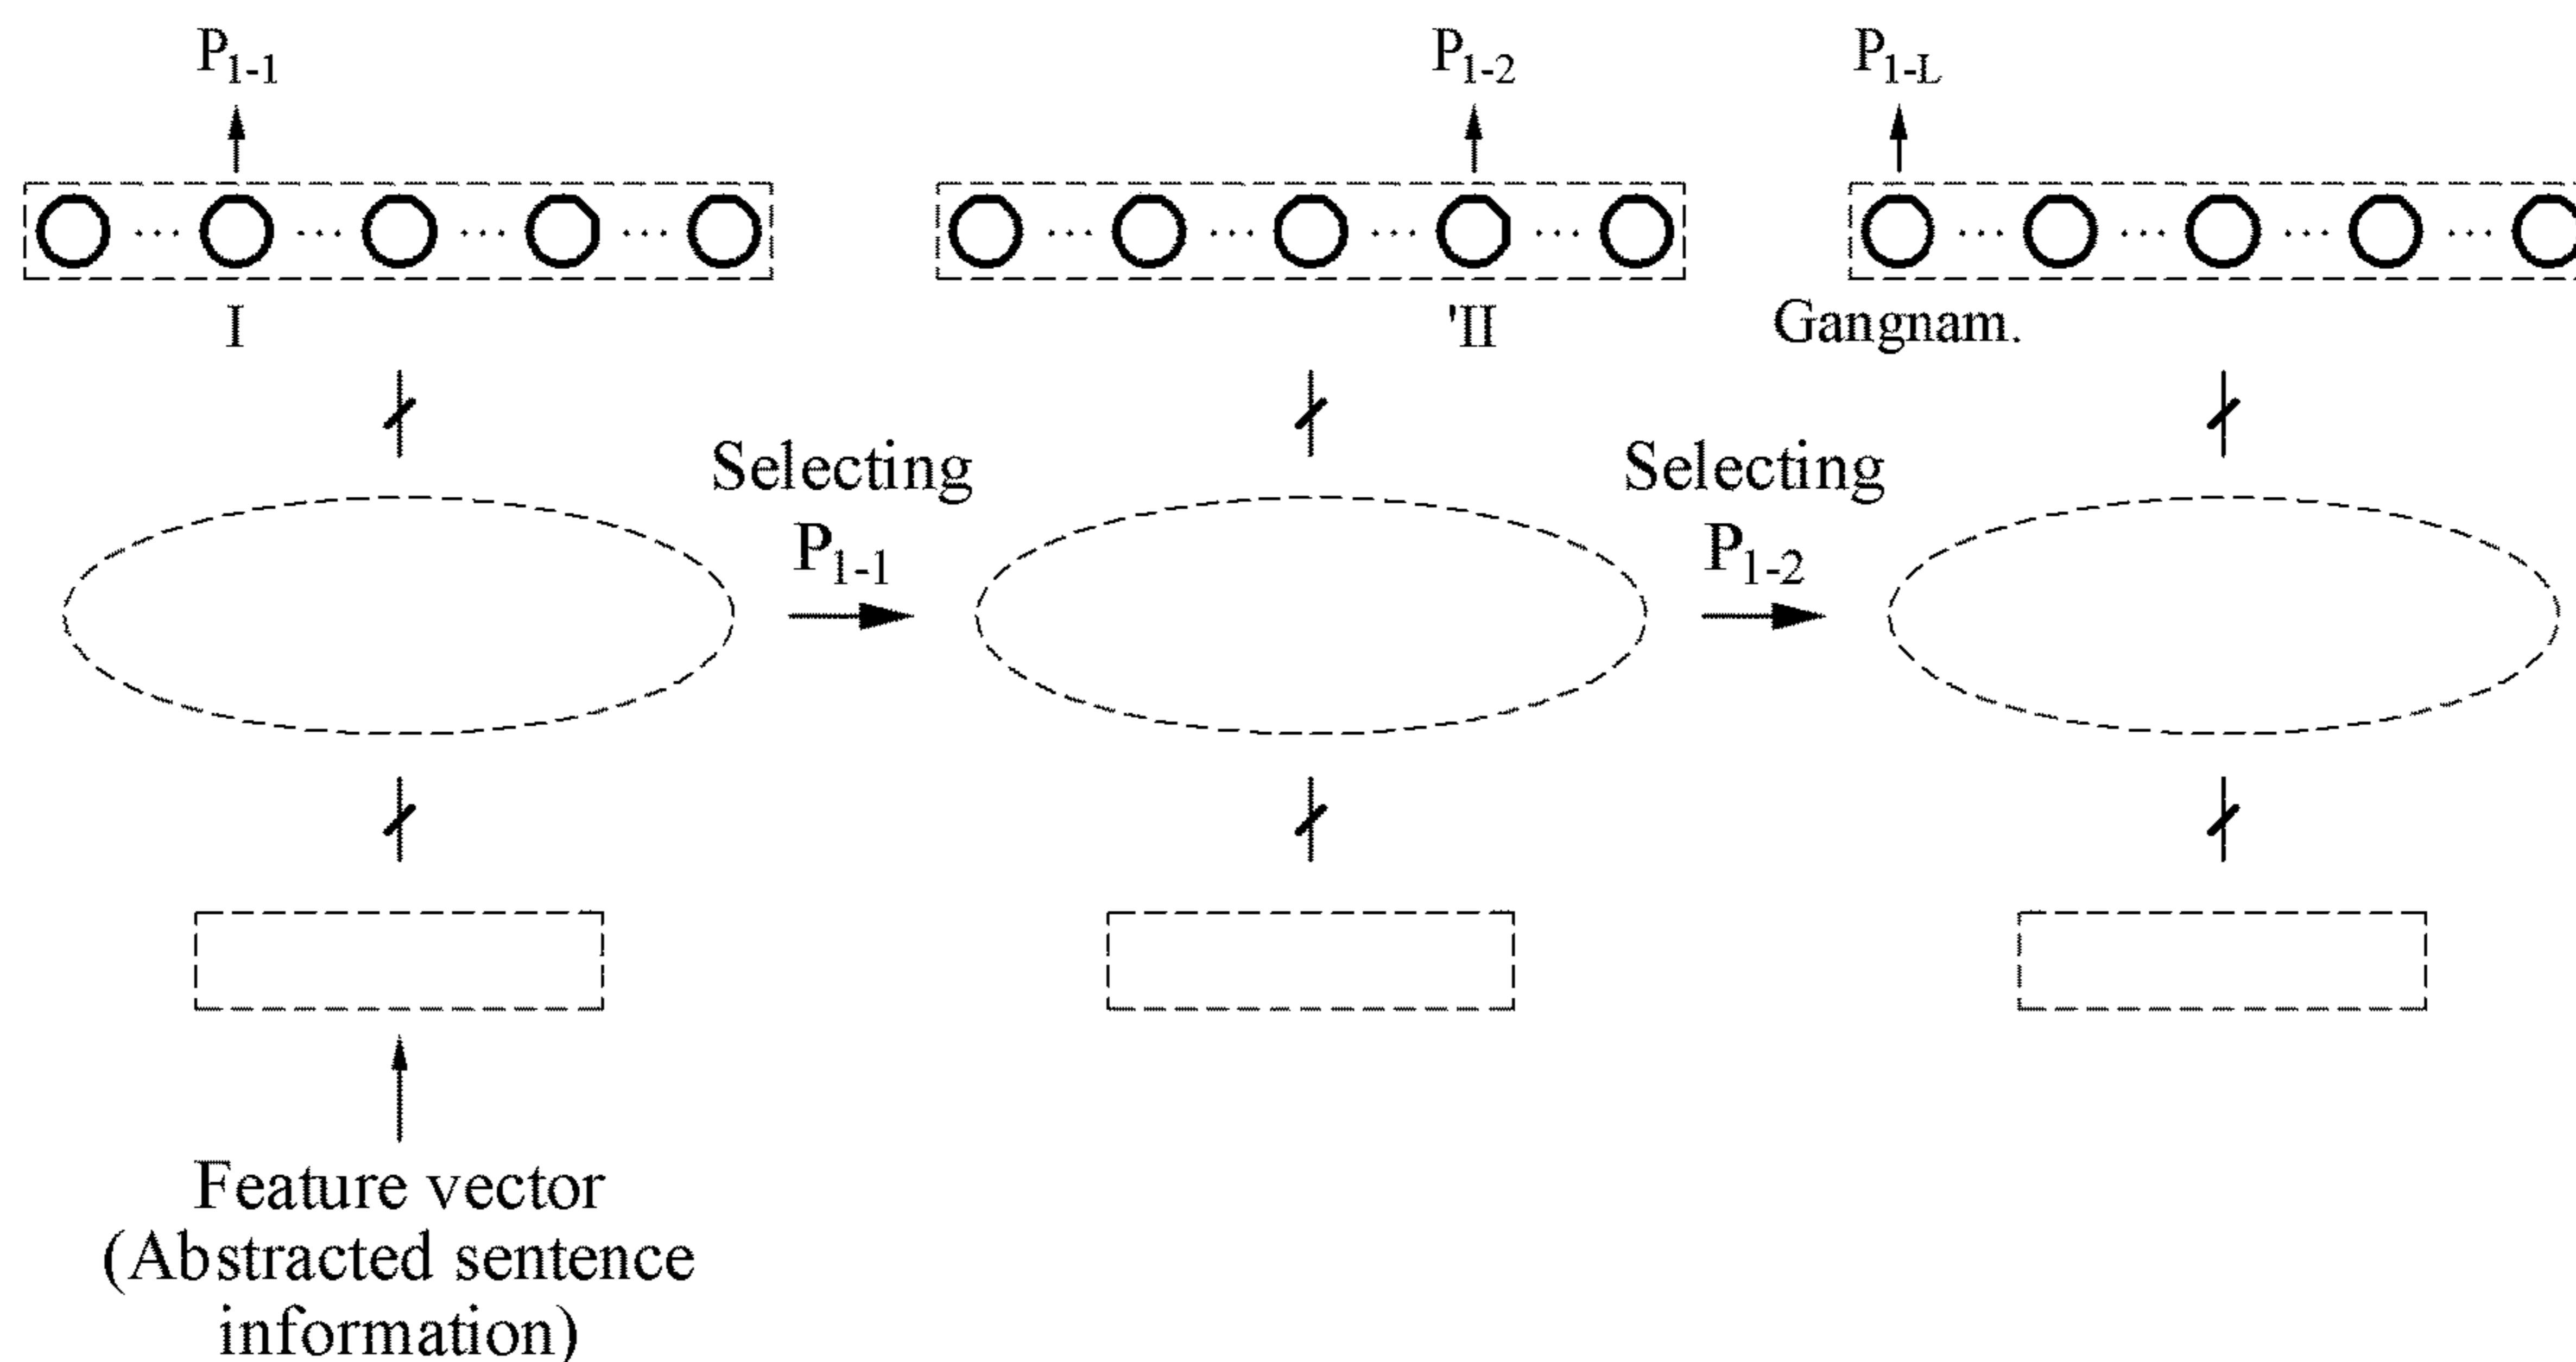 P1-1
P1-2
P1-L
I
'II
Gangnam.
Selecting
P1-1
Selecting
P1-2
Feature vector
(Abstracted sentence
information)